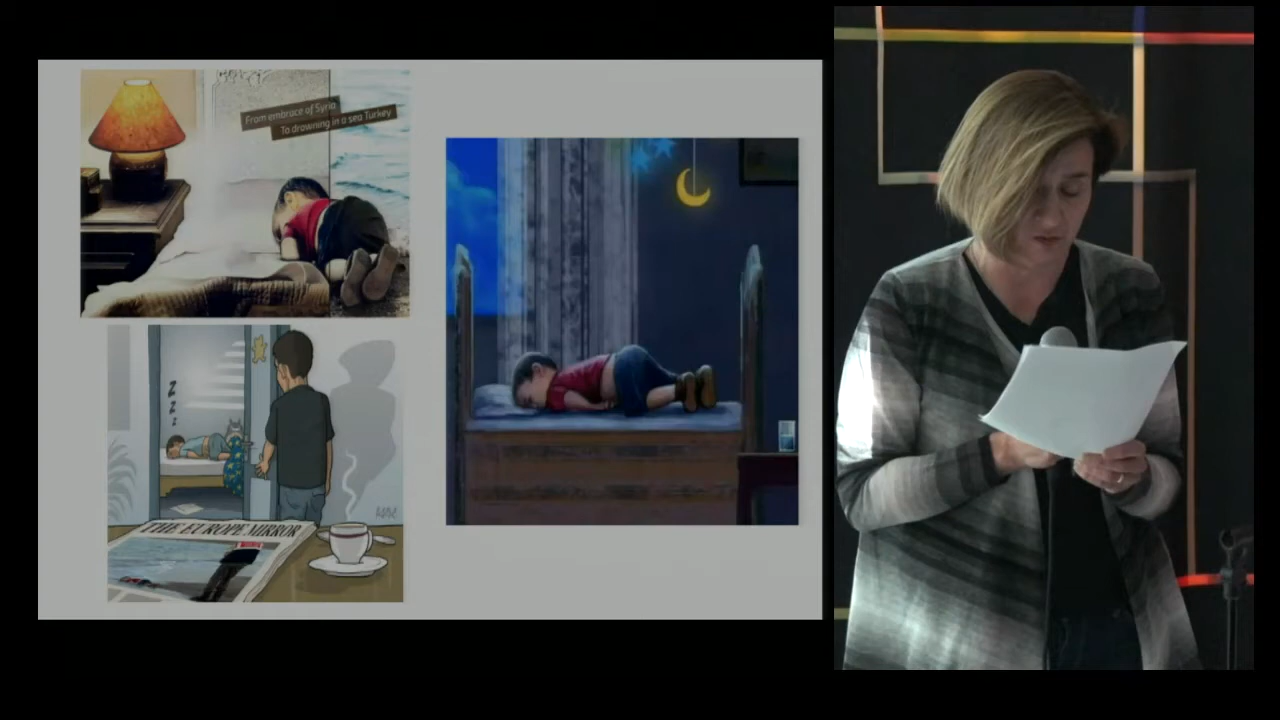 From embrace of Syria
To drowning in a sea Turkey
Z
Z
Z
THE EUROPE MIRROR